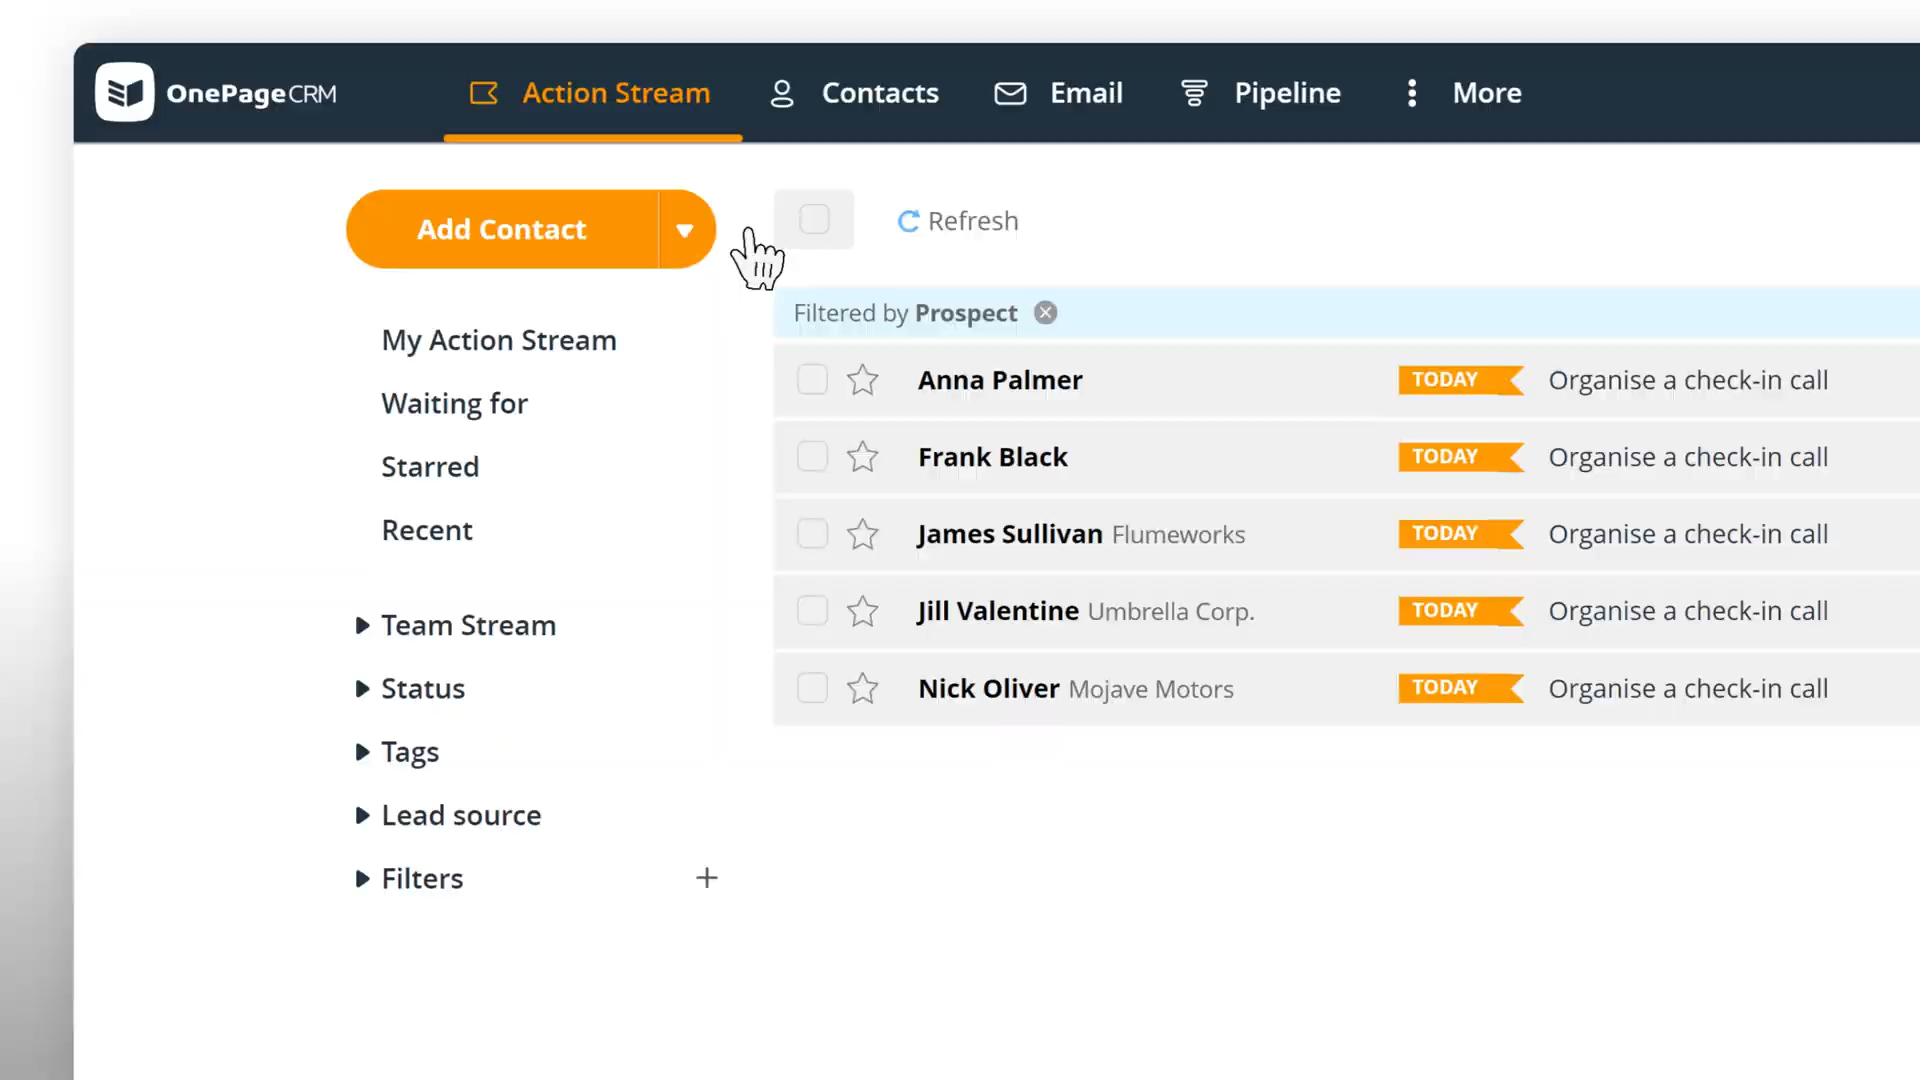 OnePageCRM
Action Stream
Contacts
Email
Pipeline
More
Add Contact
Refresh
Filtered by Prospect
My Action Stream
Waiting for
Starred
Recent
Team Stream
Status
Tags
Lead source
Filters
Anna Palmer TODAY Organise a check-in call
Frank Black TODAY Organise a check-in call
James Sullivan Flumeworks TODAY Organise a check-in call
Jill Valentine Umbrella Corp. TODAY Organise a check-in call
Nick Oliver Mojave Motors TODAY Organise a check-in call